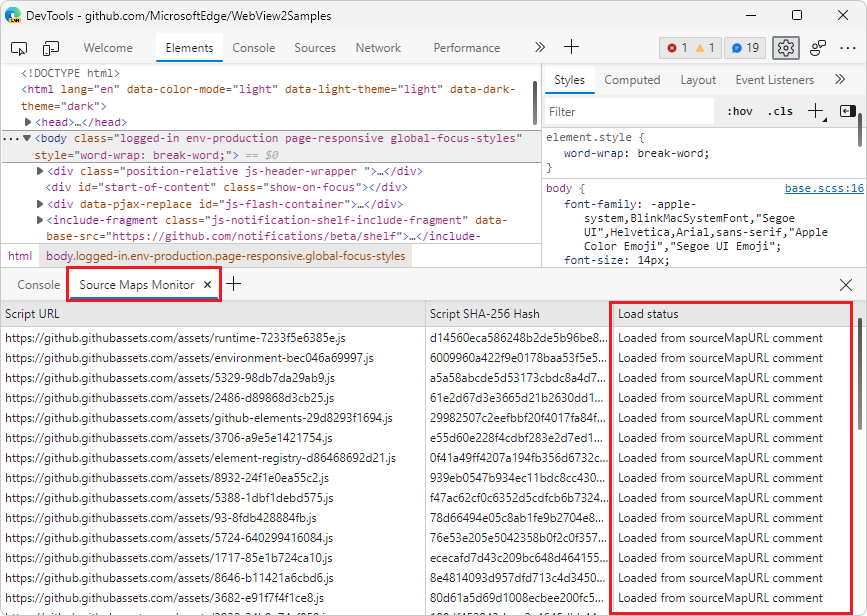 DevTools - github.com/MicrosoftEdge/WebView2Samples
Welcome Elements Console Sources Network Performance 1 1 19
<!DOCTYPE html>
<html lang="en" data-color-mode="light" data-light-theme="light" data-dark-
theme="dark">
<head>…</head>
<body class="logged-in env-production page-responsive global-focus-styles"
style="word-wrap: break-word;"> == $0
<div class="position-relative js-header-wrapper ">…</div>
<div id="start-of-content" class="show-on-focus"></div>
<div data-pjax-replace id="js-flash-container">…</div>
<include-fragment class="js-notification-shelf-include-fragment" data-
base-src="https://github.com/notifications/beta/shelf">…</include-
html body.logged-in.env-production.page-responsive.global-focus-styles
Styles Computed Layout Event Listeners
Filter :hov .cls
element.style {
word-wrap: break-word;
}
body { base.scss:16
font-family: -apple-
system,BlinkMacSystemFont,"Segoe
UI",Helvetica,Arial,sans-serif,"Apple
Color Emoji","Segoe UI Emoji";
font-size: 14px;
Console Source Maps Monitor
Script URL Script SHA-256 Hash Load status
https://github.githubassets.com/assets/runtime-7233f5e6385e.js d14560eca586248b2de5b96be8... Loaded from sourceMapURL comment
https://github.githubassets.com/assets/environment-bec046a69997.js 6009960a422f9e0178baa53f5e5... Loaded from sourceMapURL comment
https://github.githubassets.com/assets/5329-98db7da29ab9.js a5a58abcde5d53173cbdc8a4d7... Loaded from sourceMapURL comment
https://github.githubassets.com/assets/2486-d89868d3cb25.js 61e2d67d3e3665d21b2630dd1... Loaded from sourceMapURL comment
https://github.githubassets.com/assets/github-elements-29d8293f1694.js 29982507c2eefbbf20f4017fa84f... Loaded from sourceMapURL comment
https://github.githubassets.com/assets/3706-a9e5e1421754.js e55d60e228f4cdbf283e2d7ed1... Loaded from sourceMapURL comment
https://github.githubassets.com/assets/element-registry-d86468692d21.js 0f41a49ff4207a194fb356d6732c... Loaded from sourceMapURL comment
https://github.githubassets.com/assets/8932-24f1e0ea55c2.js 939eb0547b934ec11bdc8cc430... Loaded from sourceMapURL comment
https://github.githubassets.com/assets/5388-1dbf1debd575.js f47ac62cf0c6352d5cdfcb6b7324... Loaded from sourceMapURL comment
https://github.githubassets.com/assets/93-8fdb428884fb.js 78d66494e05c8ab1fe9b2704e8... Loaded from sourceMapURL comment
https://github.githubassets.com/assets/5724-640299416084.js 76e53e205e5042358b0f2c0f357... Loaded from sourceMapURL comment
https://github.githubassets.com/assets/1717-85e1b724ca10.js ececafd7d43c209bc648d464155... Loaded from sourceMapURL comment
https://github.githubassets.com/assets/8646-b11421a6cbd6.js 8e4814093d957dfd713c4d3450... Loaded from sourceMapURL comment
https://github.githubassets.com/assets/3682-e91f7f4f1ce8.js 80d61a5d69d1008ecbee200fc5... Loaded from sourceMapURL comment